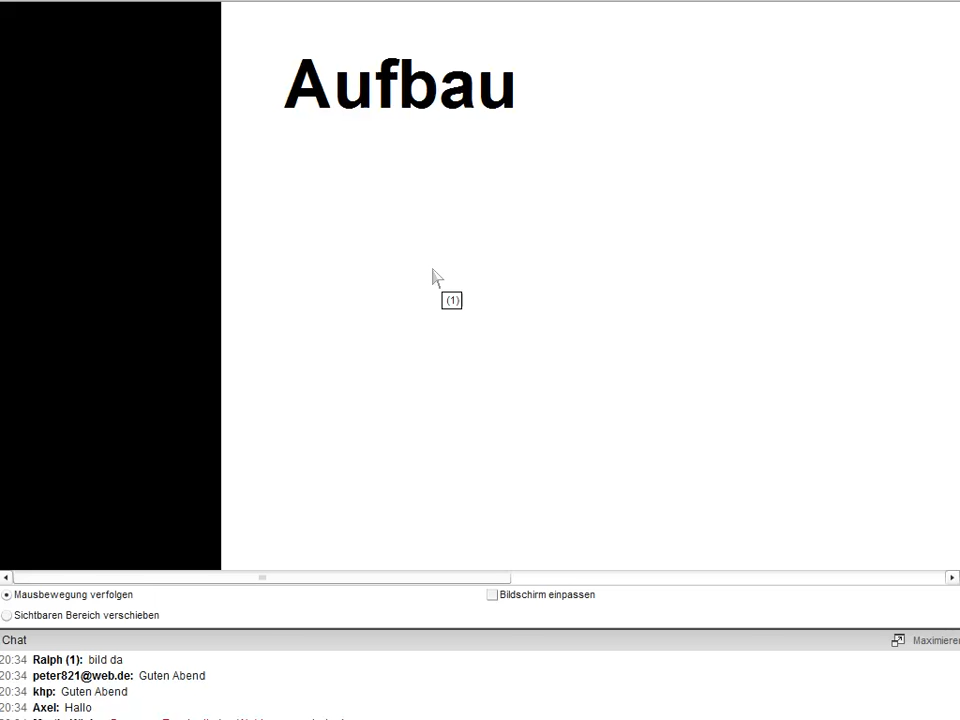 Aufbau
(1)
Mausbewegung verfolgen
Bildschirm einpassen
Sichtbaren Bereich verschieben
Chat
Maximieren
20:34 Ralph (1): bild da
20:34 peter821@web.de: Guten Abend
20:34 khp: Guten Abend
20:34 Axel: Hallo